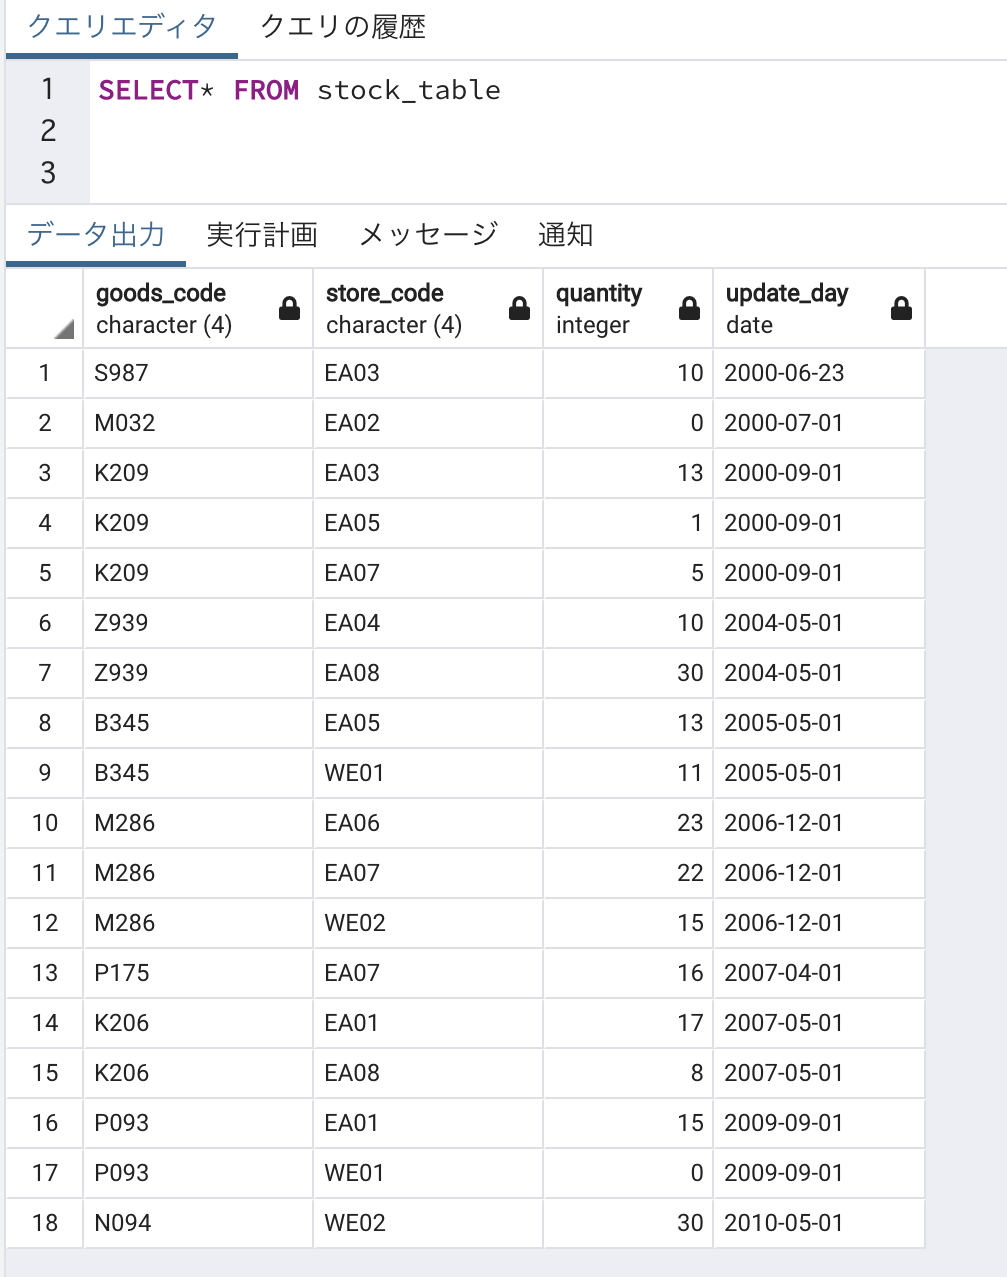 クエリエディタ クエリの履歴
1 SELECT* FROM stock_table
2
3
データ出力 実行計画 メッセージ 通知
goods_code store_code quantity update_day
character (4) character (4) integer date
1 S987 EA03 10 2000-06-23
2 M032 EA02 0 2000-07-01
3 K209 EA03 13 2000-09-01
4 K209 EA05 1 2000-09-01
5 K209 EA07 5 2000-09-01
6 Z939 EA04 10 2004-05-01
7 Z939 EA08 30 2004-05-01
8 B345 EA05 13 2005-05-01
9 B345 WE01 11 2005-05-01
10 M286 EA06 23 2006-12-01
11 M286 EA07 22 2006-12-01
12 M286 WE02 15 2006-12-01
13 P175 EA07 16 2007-04-01
14 K206 EA01 17 2007-05-01
15 K206 EA08 8 2007-05-01
16 P093 EA01 15 2009-09-01
17 P093 WE01 0 2009-09-01
18 N094 WE02 30 2010-05-01